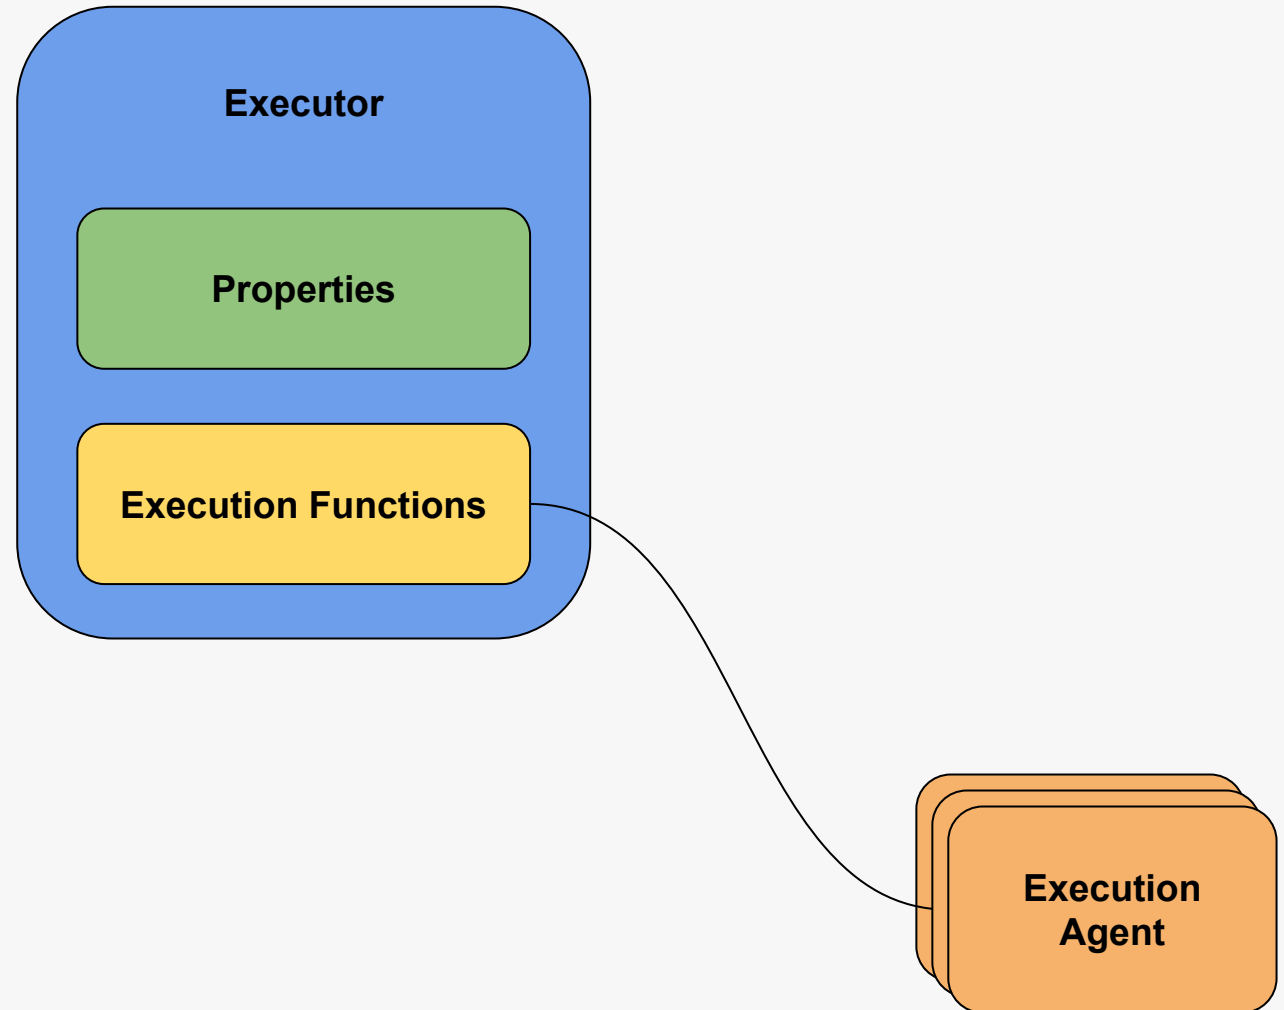 Executor
Properties
Execution Functions
Execution
Agent